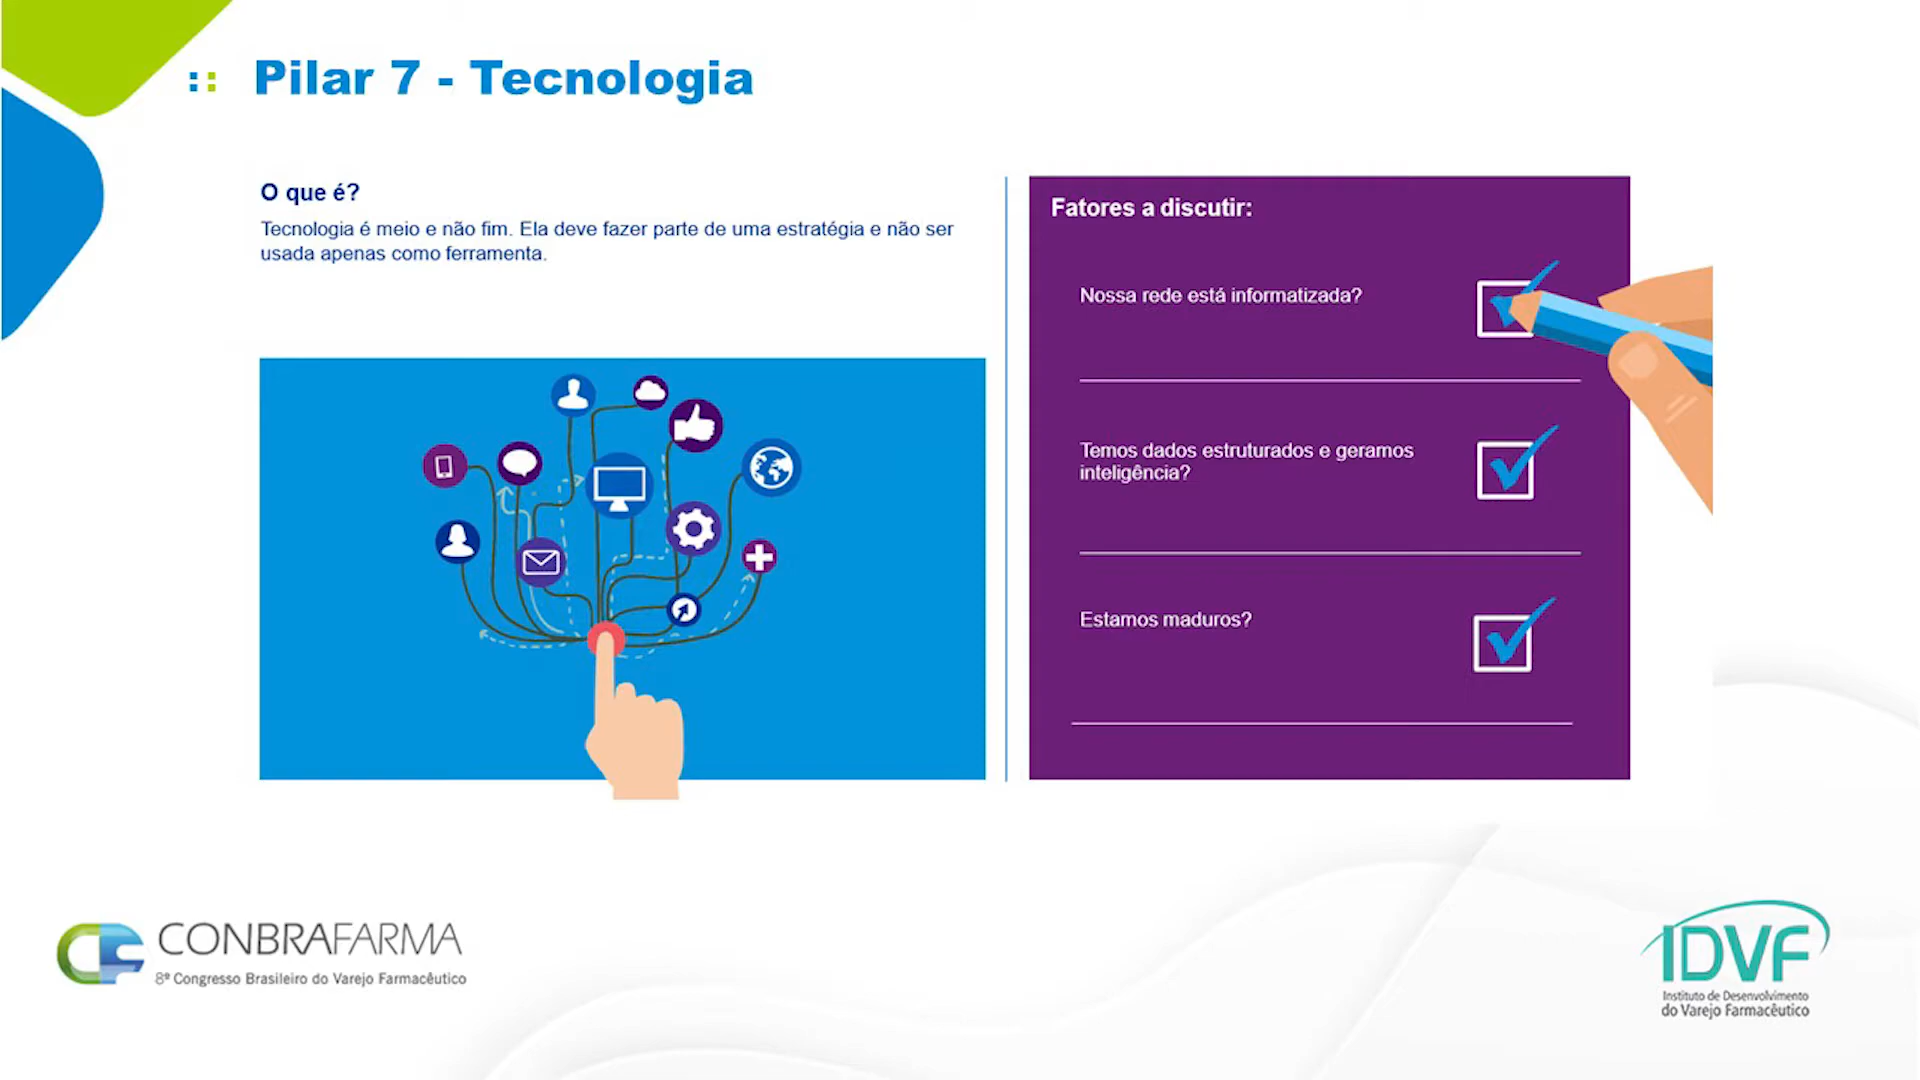 Pilar 7 - Tecnologia
O que é?
Tecnologia é meio e não fim. Ela deve fazer parte de uma estratégia e não ser
usada apenas como ferramenta.
Fatores a discutir:
Nossa rede está informatizada?
Temos dados estruturados e geramos
inteligência?
Estamos maduros?
CONBRAFARMA
8º Congresso Brasileiro do Varejo Farmacêutico
IDVF
Instituto de Desenvolvimento
do Varejo Farmacêutico